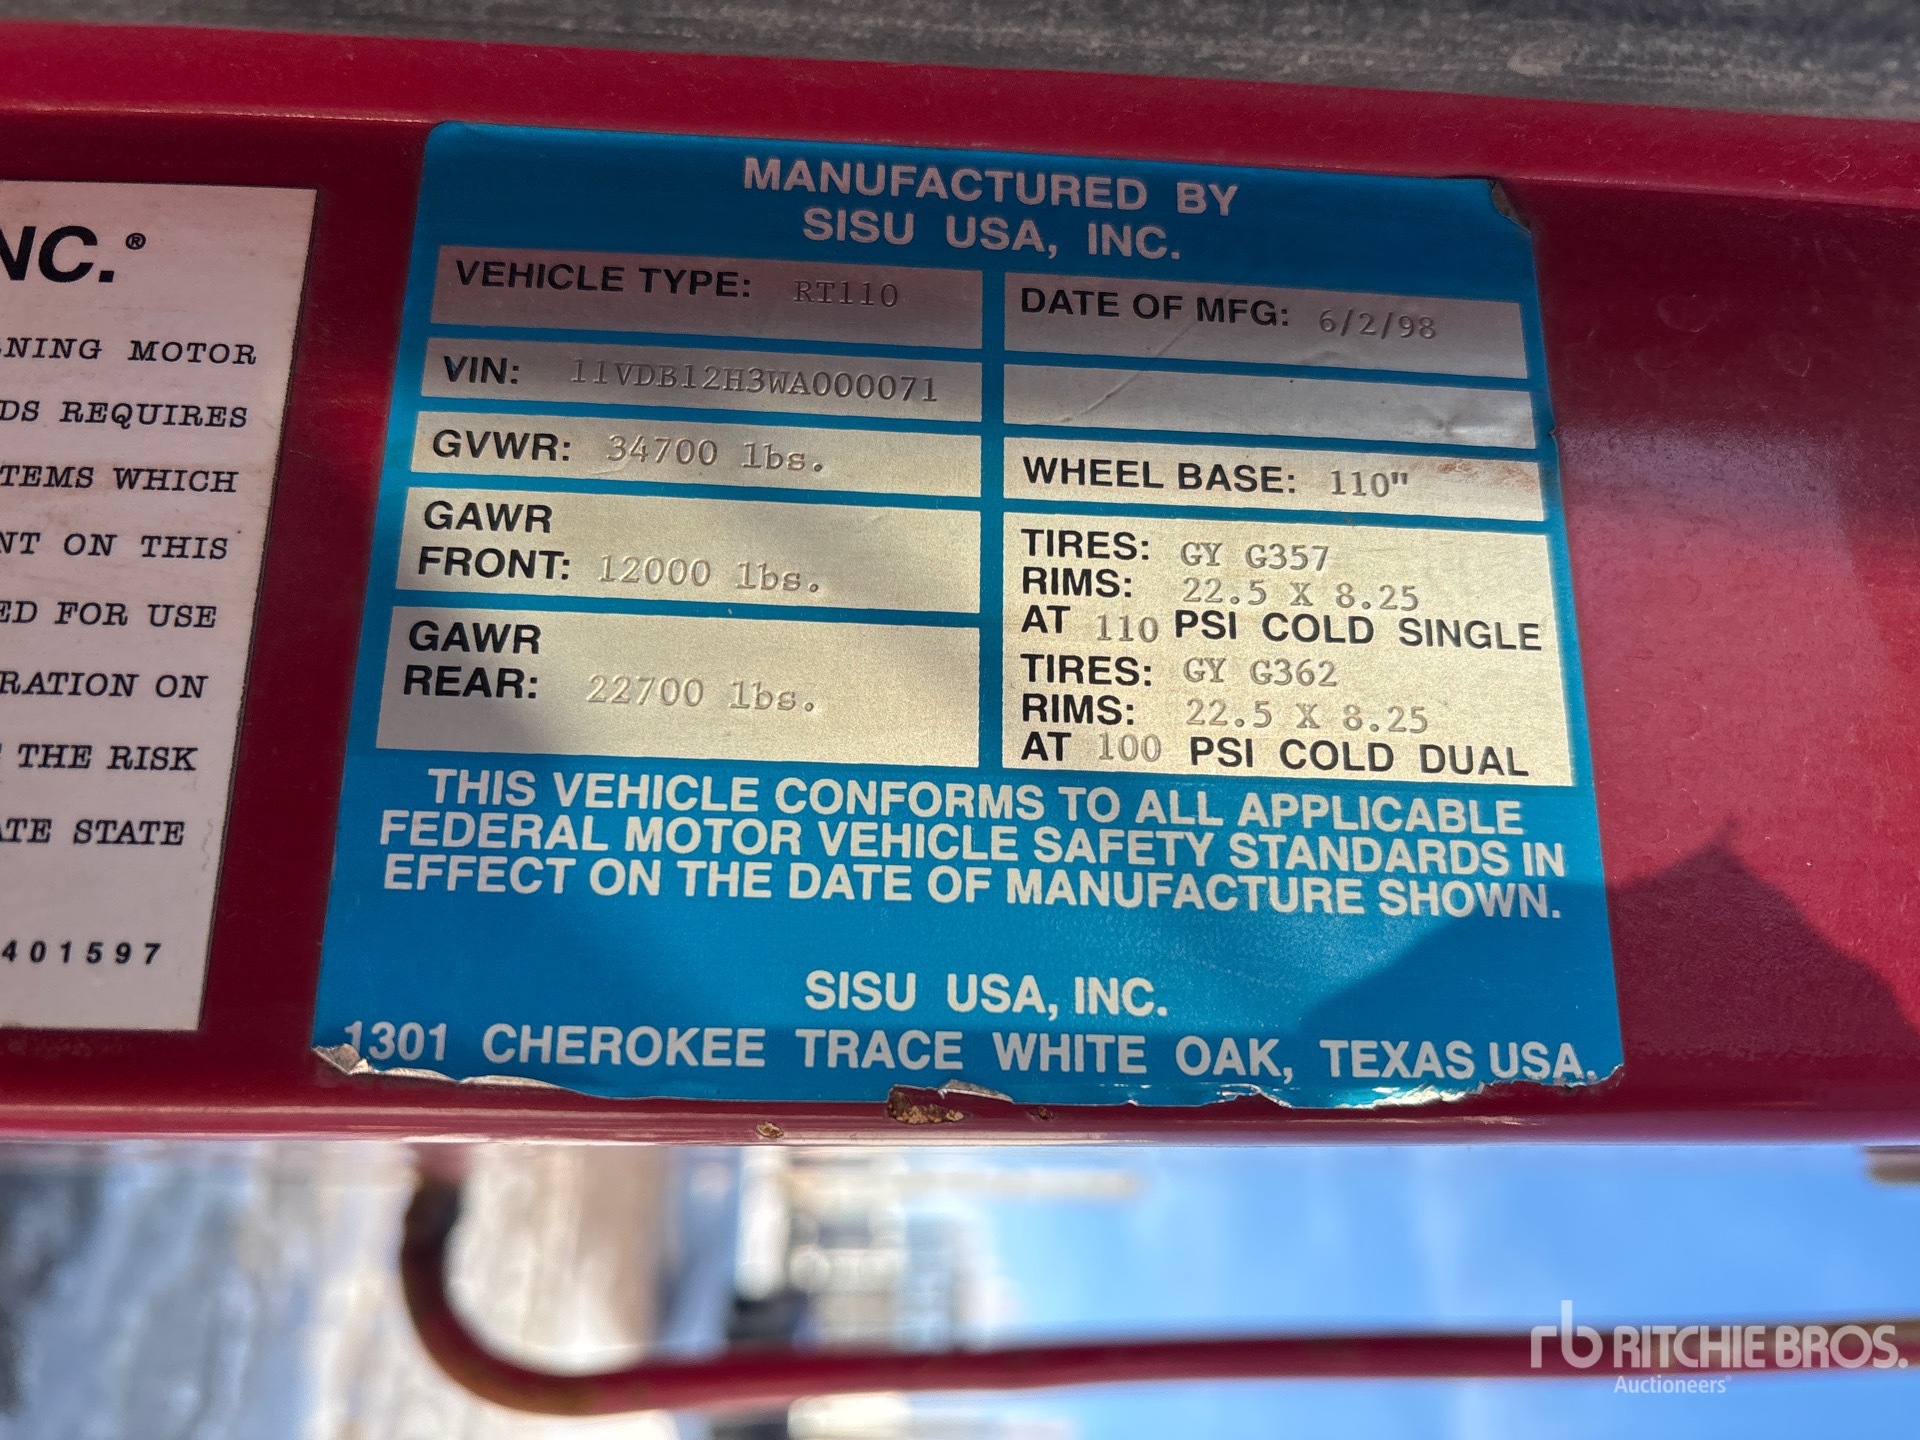 NC.®
NING MOTOR
DS REQUIRES
TEMS WHICH
NT ON THIS
ED FOR USE
RATION ON
THE RISK
ATE STATE
401597
MANUFACTURED BY
SISU USA, INC.
VEHICLE TYPE: RT110
DATE OF MFG: 6/2/98
VIN: 11VDB12H3WA000071
GVWR: 34700 lbs.
WHEEL BASE: 110"
GAWR
FRONT: 12000 lbs.
GAWR
REAR: 22700 lbs.
TIRES: GY G357
RIMS: 22.5 X 8.25
AT 110 PSI COLD SINGLE
TIRES: GY G362
RIMS: 22.5 X 8.25
AT 100 PSI COLD DUAL
THIS VEHICLE CONFORMS TO ALL APPLICABLE
FEDERAL MOTOR VEHICLE SAFETY STANDARDS IN
EFFECT ON THE DATE OF MANUFACTURE SHOWN.
SISU USA, INC.
1301 CHEROKEE TRACE WHITE OAK, TEXAS USA.
rb RITCHIE BROS.
Auctioneers